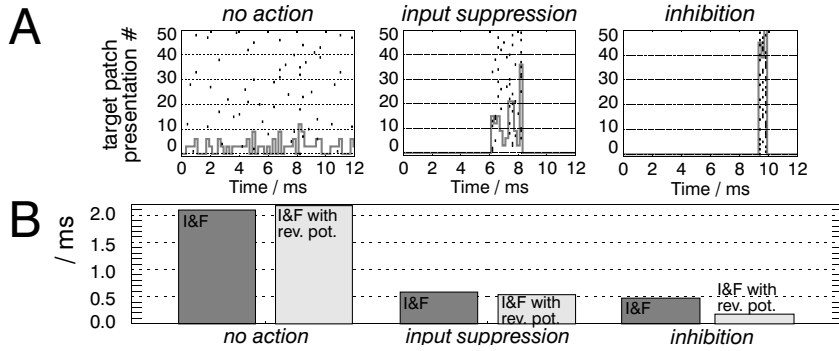 A
no action
input suppression
inhibition
target patch
presentation #
50
40
30
20
10
0
50
40
30
20
10
0
50
40
30
20
10
0
0 2 4 6 8 10 12
0 2 4 6 8 10 12
0 2 4 6 8 10 12
Time / ms
Time / ms
Time / ms
B
/ ms
2.0
1.5
1.0
0.5
0.0
I&F
I&F with
rev. pot.
I&F
I&F with
rev. pot.
I&F
I&F with
rev. pot.
no action
input suppression
inhibition